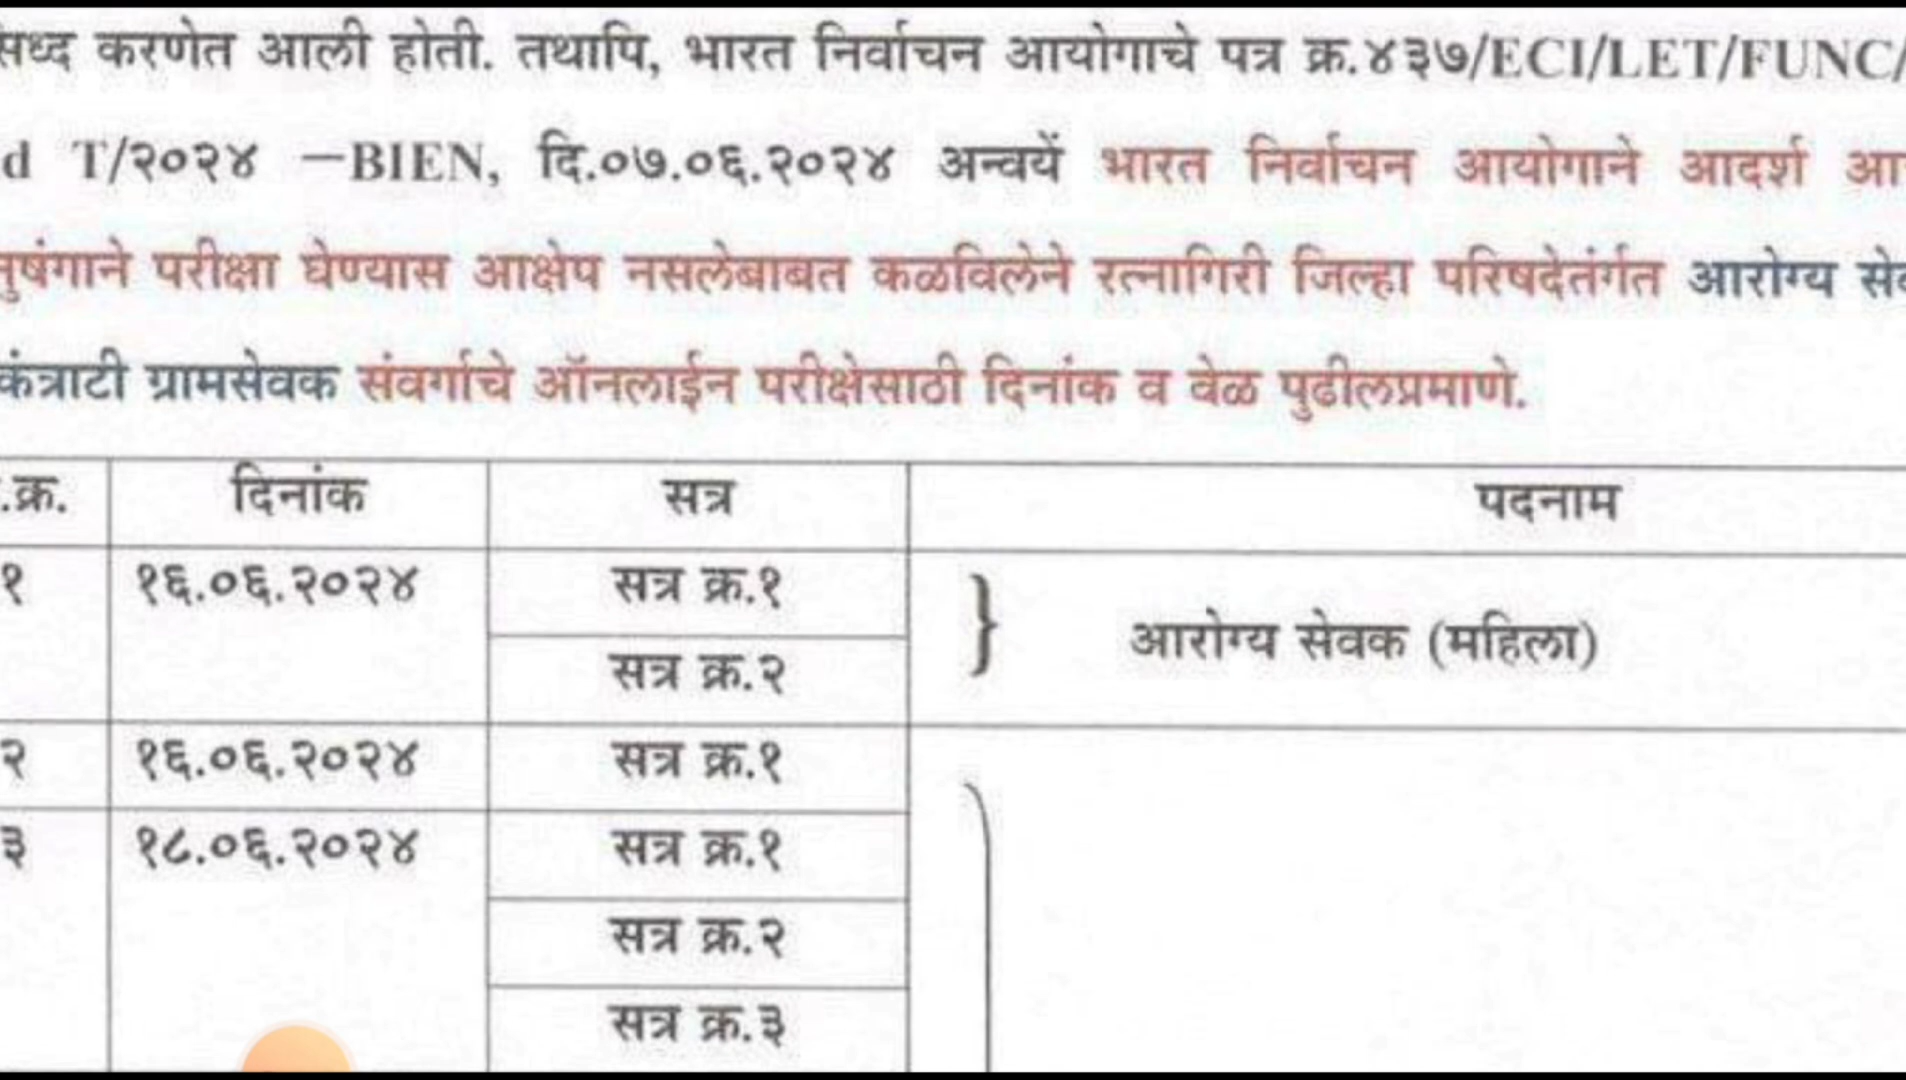 करणेत आली होती. तथापि, भारत निर्वाचन आयोगाचे पत्र क्र.४३७/ECI/LET/FUNC/
d T/२०२४ —BIEN, दि.०७.०६.२०२४ अन्वयें भारत निर्वाचन आयोगाने आदर्श
परीक्षा घेण्यास आक्षेप नसलेबाबत कळविलेने रत्नागिरी जिल्हा परिषदेतंर्गत आरोग्य
कंत्राटी ग्रामसेवक संवर्गाचे ऑनलाईन परीक्षेसाठी दिनांक व वेळ पुढीलप्रमाणे.
.क्र. दिनांक सत्र पदनाम
१ १६.०६.२०२४ सत्र क्र.१
आरोग्य सेवक (महिला)
सत्र क्र.२
२ १६.०६.२०२४ सत्र क्र.१
३ १८.०६.२०२४ सत्र क्र.१
सत्र क्र.२
सत्र क्र.३